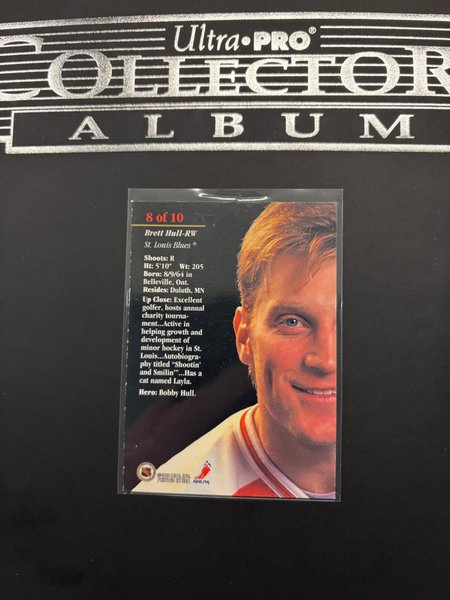 Ultra•PRO®
COLLECTOR
ALBUM
8 of 10
Brett Hull-RW
St. Louis Blues ®
Shoots: R
Ht: 5'10" Wt: 205
Born: 8/9/64 in
Belleville, Ont.
Resides: Duluth, MN
Up Close: Excellent
golfer, hosts annual
charity tourna-
ment...Active in
helping growth and
development of
minor hockey in St.
Louis...Autobiogra-
phy titled "Shootin'
and Smilin'"...Has a
cat named Layla.
Hero: Bobby Hull.
PRINTED IN USA
NHLPA